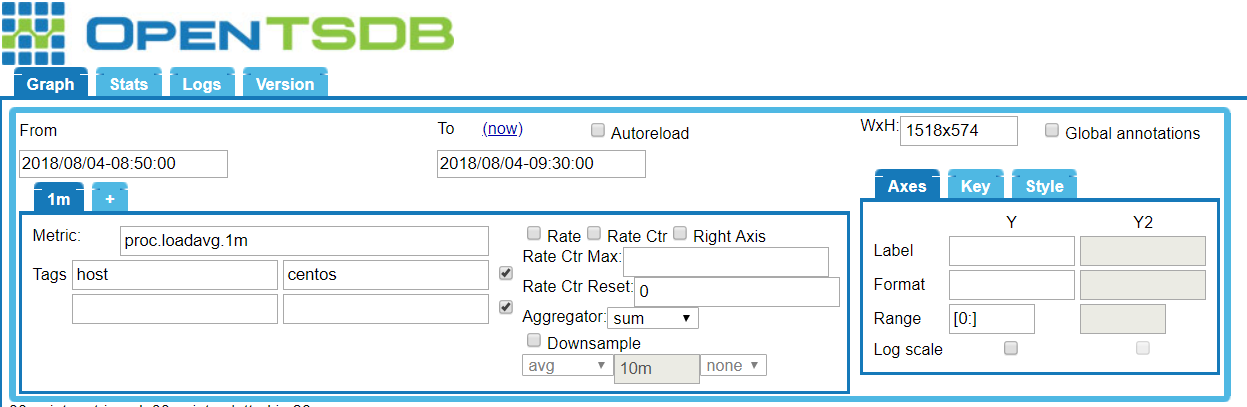 OPENTSDB
Graph Stats Logs Version
From To (now) Autoreload WxH: 1518x574 Global annotations
2018/08/04-08:50:00 2018/08/04-09:30:00
1m + Axes Key Style
Metric: proc.loadavg.1m Rate Rate Ctr Right Axis Y Y2
Rate Ctr Max: Label
Tags host centos
Rate Ctr Reset: 0 Format
Aggregator: sum Range [0:]
Downsample Log scale
avg 10m none